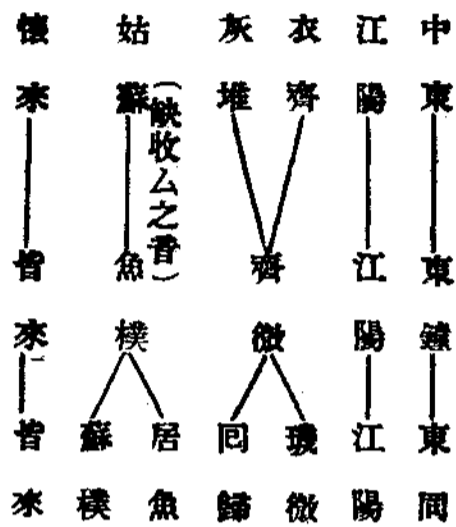 中東
東鐘
東同
江陽
江陽
江陽
衣齊
灰堆
齊微
璣微
回歸
姑蘇
(缺收厶之音)
魚模
居魚
蘇模
懷來
皆來
皆來